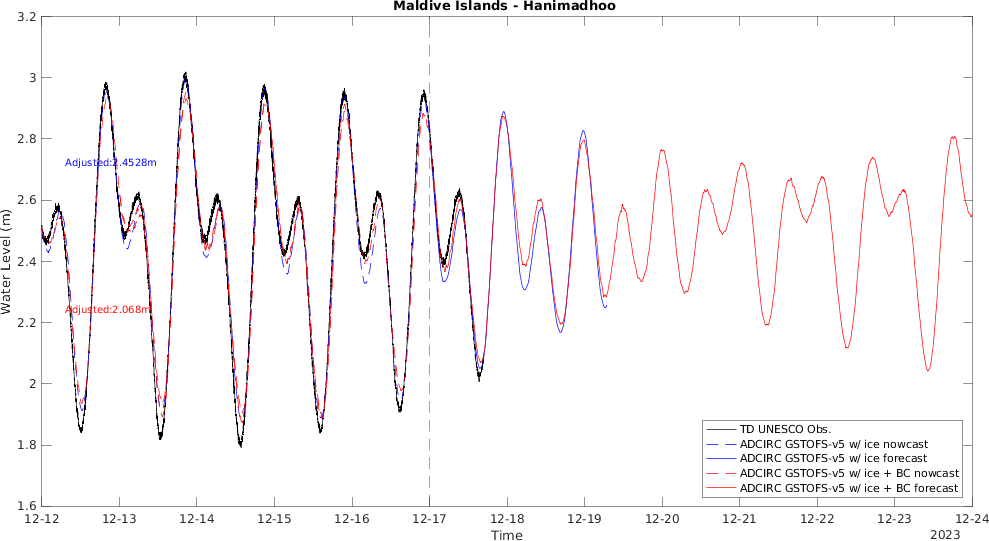 Maldive Islands - Hanimadhoo
3.2
3
2.8
2.6
2.4
2.2
2
1.8
1.6
Water Level (m)
Adjusted:2.4528m
Adjusted:2.068m
TD UNESCO Obs.
ADCIRC GSTOFS-v5 w/ ice nowcast
ADCIRC GSTOFS-v5 w/ ice forecast
ADCIRC GSTOFS-v5 w/ ice + BC nowcast
ADCIRC GSTOFS-v5 w/ ice + BC forecast
12-12 12-13 12-14 12-15 12-16 12-17 12-18 12-19 12-20 12-21 12-22 12-23 12-24
Time
2023